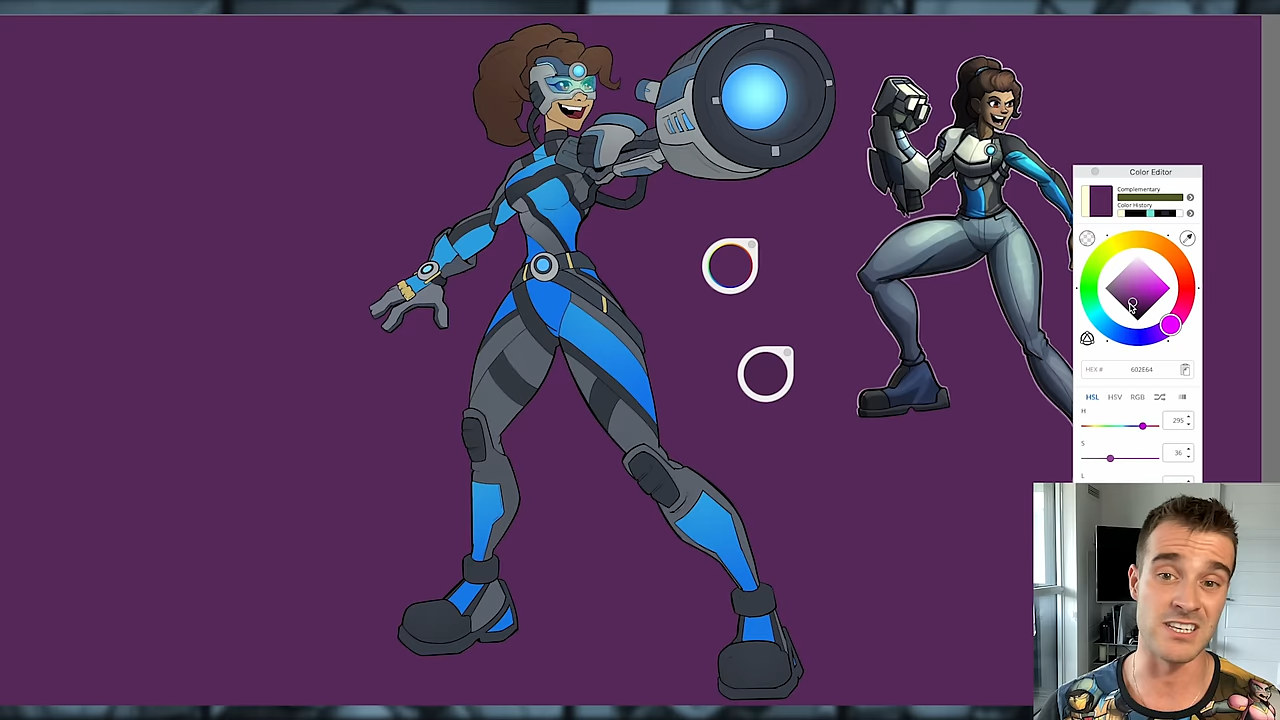 Color Editor
Complementary
Color History
HEX #
602E64
HSL
HSV
RGB
H
295
S
36
L